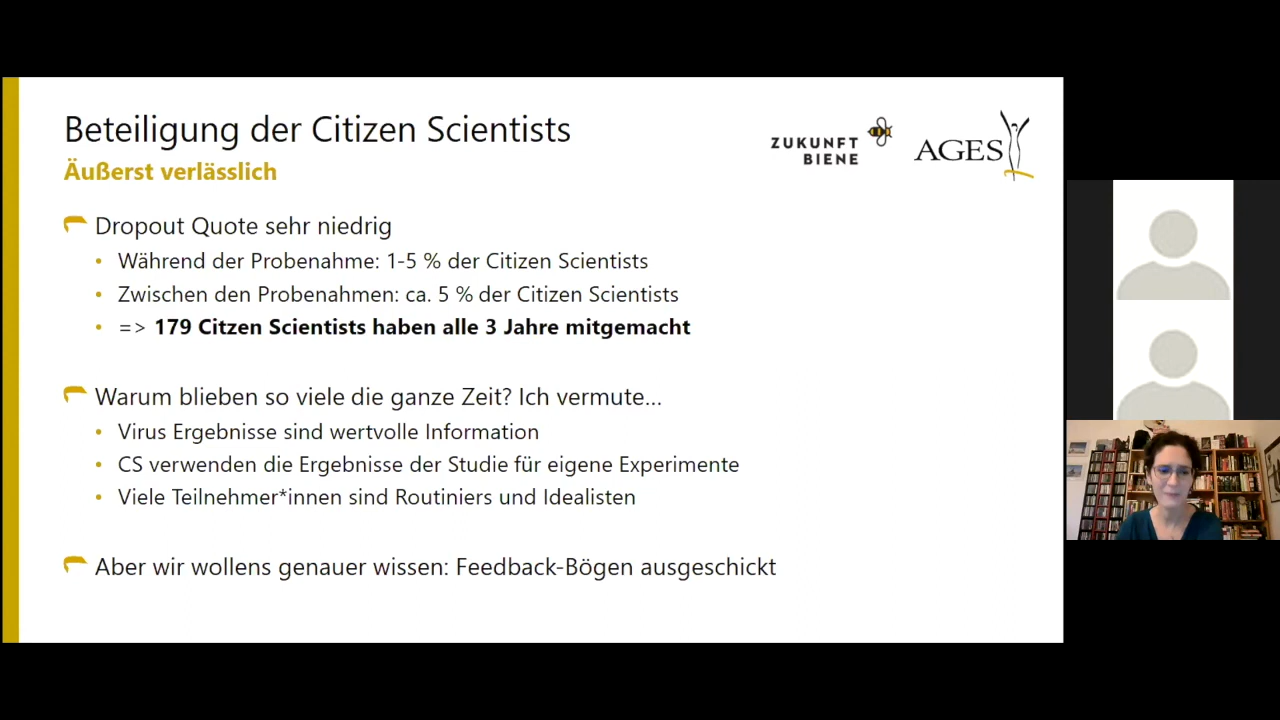 Beteiligung der Citizen Scientists
Äußerst verlässlich
ZUKUNFT
BIENE
AGES
Dropout Quote sehr niedrig
• Während der Probenahme: 1-5 % der Citizen Scientists
• Zwischen den Probenahmen: ca. 5 % der Citizen Scientists
• => 179 Citzen Scientists haben alle 3 Jahre mitgemacht
Warum blieben so viele die ganze Zeit? Ich vermute...
• Virus Ergebnisse sind wertvolle Information
• CS verwenden die Ergebnisse der Studie für eigene Experimente
• Viele Teilnehmer*innen sind Routiniers und Idealisten
Aber wir wollens genauer wissen: Feedback-Bögen ausgeschickt